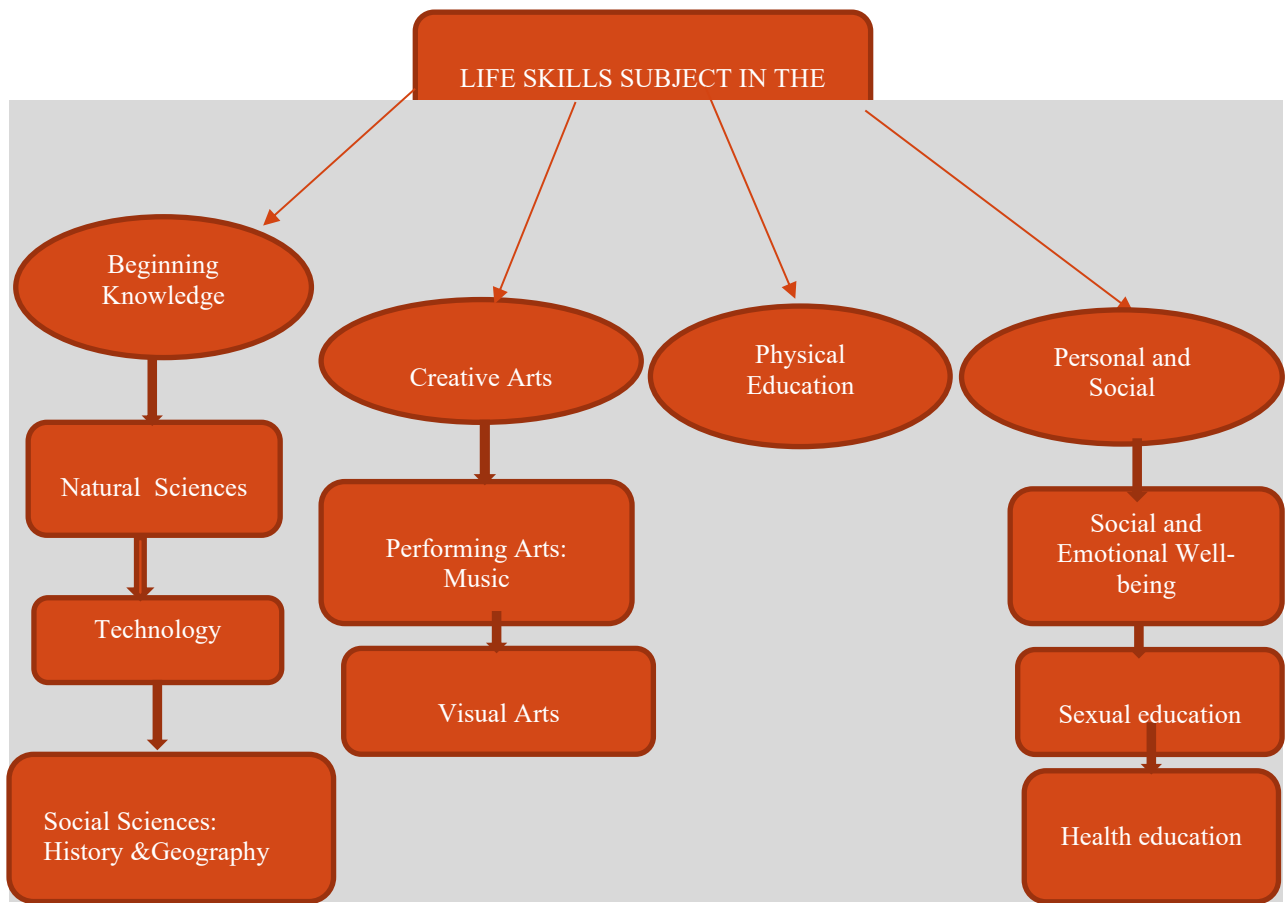 LIFE SKILLS SUBJECT IN THE
Beginning
Knowledge
Creative Arts
Physical
Education
Personal and
Social
Natural Sciences
Performing Arts:
Music
Social and
Emotional Well-
being
Technology
Visual Arts
Sexual education
Social Sciences:
History &Geography
Health education